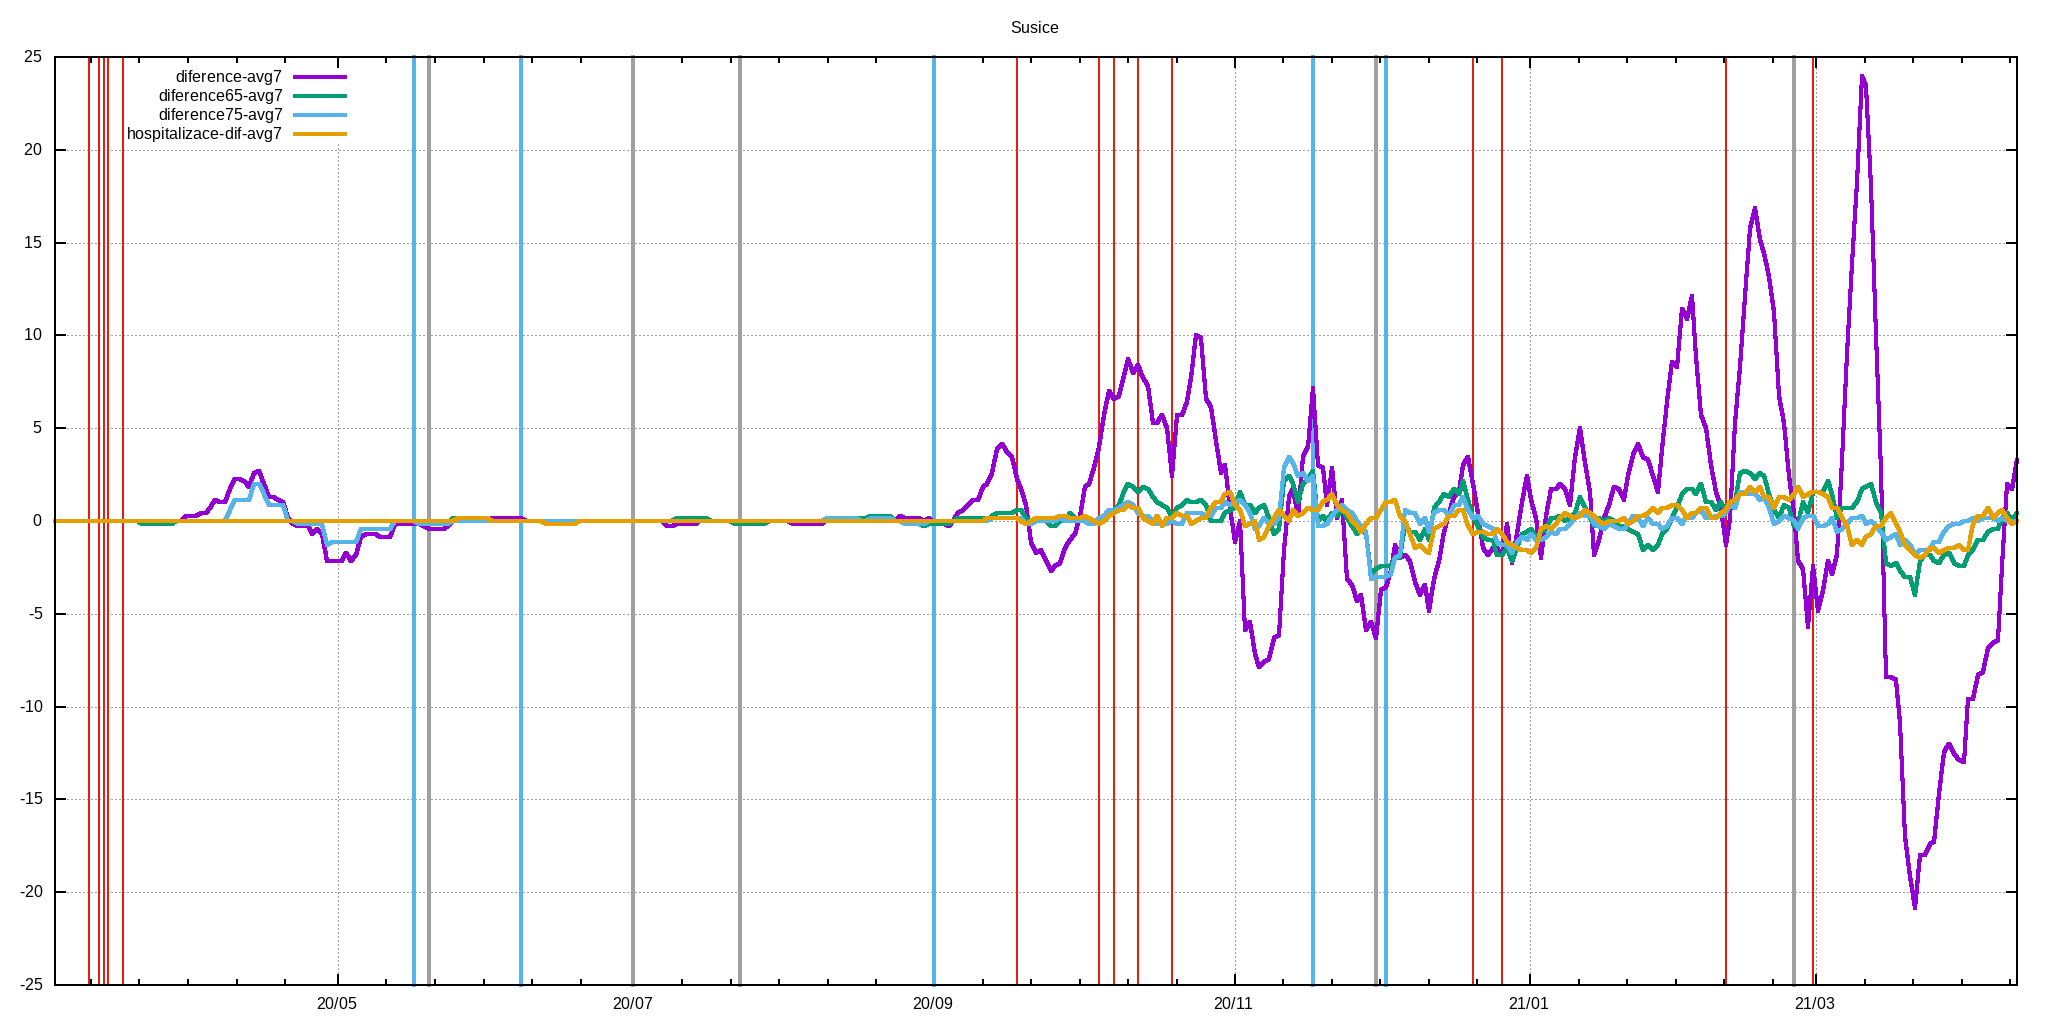 Susice
25
diference-avg7
diference65-avg7
diference75-avg7
hospitalizace-dif-avg7
20
15
10
5
0
-5
-10
-15
-20
-25
20/05 20/07 20/09 20/11 21/01 21/03